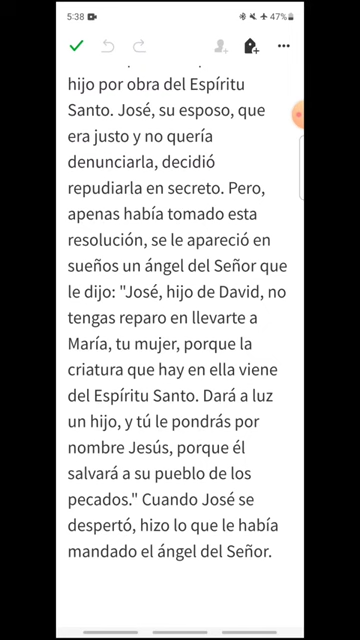 5:38
47%
hijo por obra del Espíritu
Santo. José, su esposo, que
era justo y no quería
denunciarla, decidió
repudiarla en secreto. Pero,
apenas había tomado esta
resolución, se le apareció en
sueños un ángel del Señor que
le dijo: "José, hijo de David, no
tengas reparo en llevarte a
María, tu mujer, porque la
criatura que hay en ella viene
del Espíritu Santo. Dará a luz
un hijo, y tú le pondrás por
nombre Jesús, porque él
salvará a su pueblo de los
pecados." Cuando José se
despertó, hizo lo que le había
mandado el ángel del Señor.